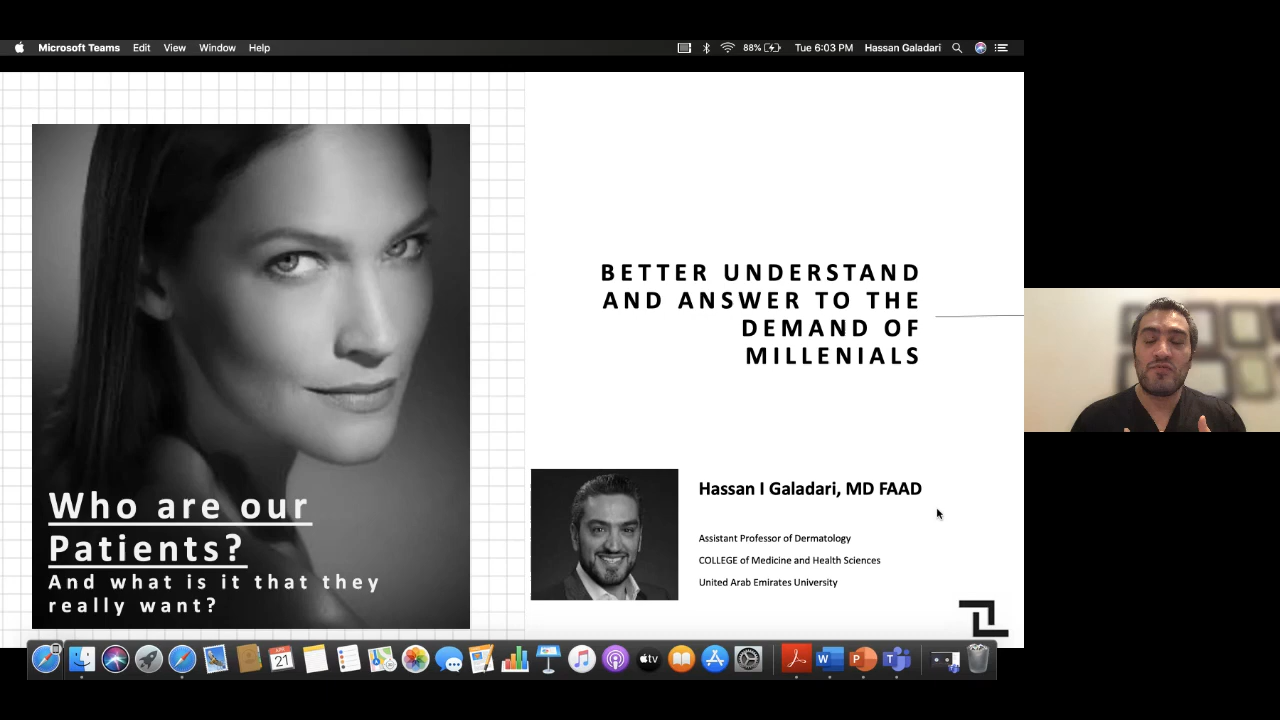 Microsoft Teams Edit View Window Help 88% Tue 6:03 PM Hassan Galadari
BETTER UNDERSTAND
AND ANSWER TO THE
DEMAND OF
MILLENIALS
Who are our
Patients?
And what is it that they
really want?
Hassan I Galadari, MD FAAD
Assistant Professor of Dermatology
COLLEGE of Medicine and Health Sciences
United Arab Emirates University
APR
21
tv
W
P
T